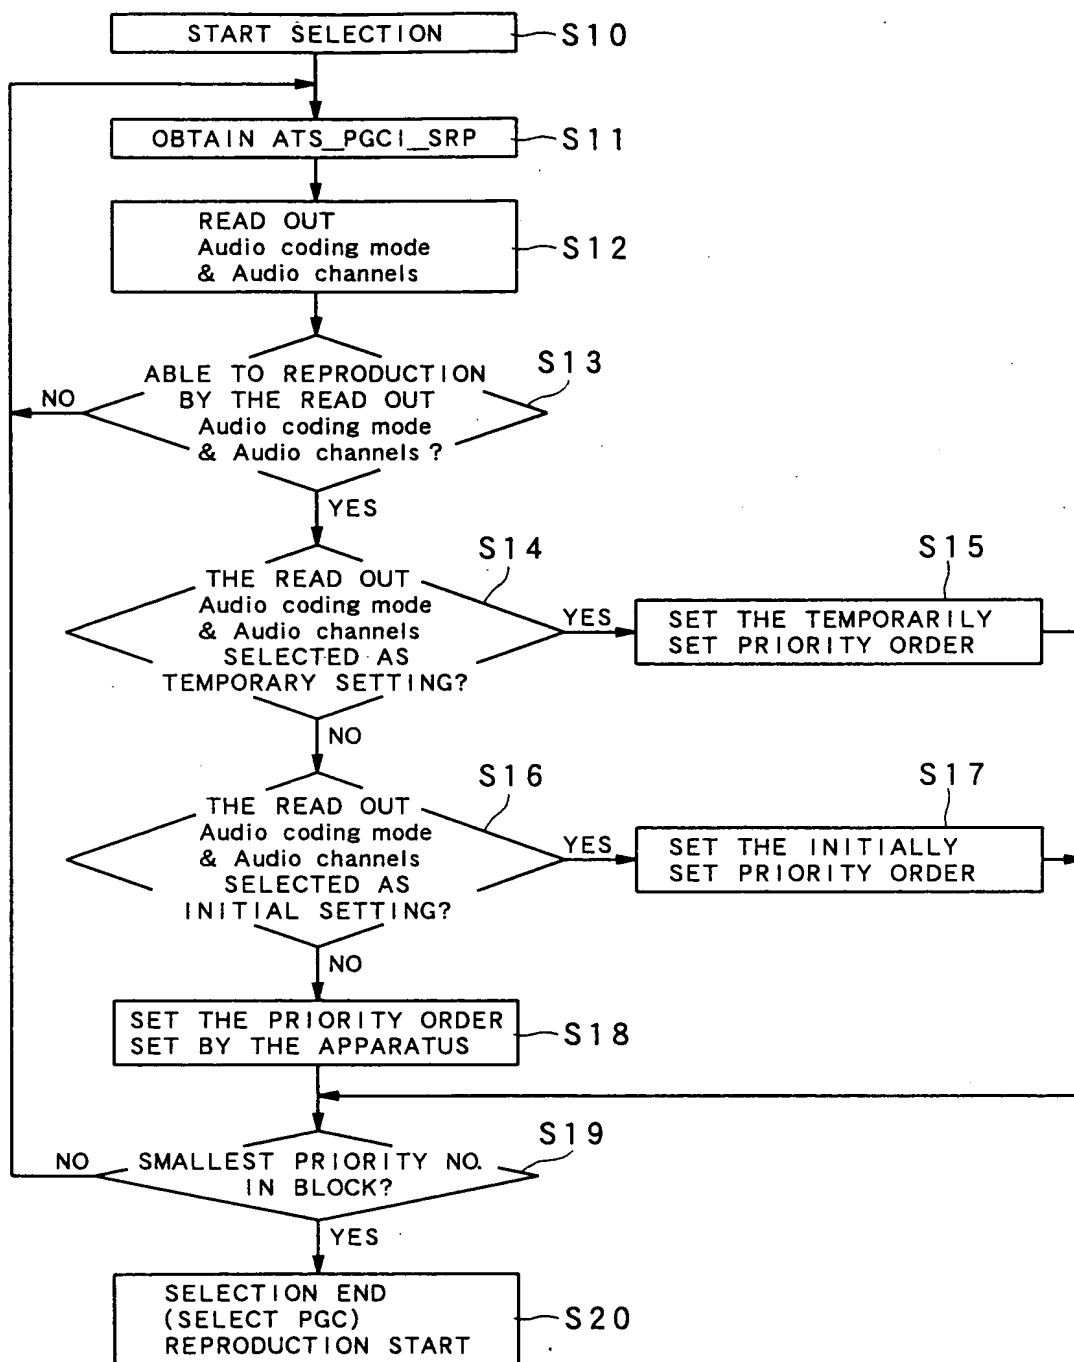 START SELECTION
S10
OBTAIN ATS_PGCI_SRP
S11
READ OUT
Audio coding mode
& Audio channels
S12
ABLE TO REPRODUCTION
BY THE READ OUT
Audio coding mode
& Audio channels ?
S13
NO
YES
THE READ OUT
Audio coding mode
& Audio channels
SELECTED AS
TEMPORARY SETTING?
S14
YES
SET THE TEMPORARILY
SET PRIORITY ORDER
S15
NO
THE READ OUT
Audio coding mode
& Audio channels
SELECTED AS
INITIAL SETTING?
S16
YES
SET THE INITIALLY
SET PRIORITY ORDER
S17
NO
SET THE PRIORITY ORDER
SET BY THE APPARATUS
S18
SMALLEST PRIORITY NO.
IN BLOCK?
S19
NO
YES
SELECTION END
(SELECT PGC)
REPRODUCTION START
S20